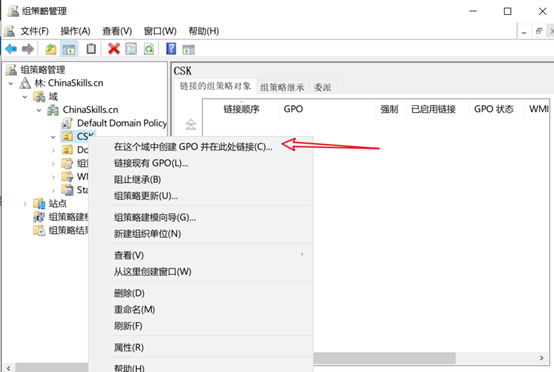 组策略管理
文件(F) 操作(A) 查看(V) 窗口(W) 帮助(H)
组策略管理
林: ChinaSkills.cn
域
ChinaSkills.cn
Default Domain Policy
CSK
Do
组策
WM
Sta
站点
组策略建模
组策略结果
CSK
链接的组策略对象 组策略继承 委派
链接顺序 GPO 强制 已启用链接 GPO 状态 WMI
在这个域中创建 GPO 并在此处链接(C)...
链接现有 GPO(L)...
阻止继承(B)
组策略更新(U)...
组策略建模向导(G)...
新建组织单位(N)
查看(V)
从这里创建窗口(W)
删除(D)
重命名(M)
刷新(F)
属性(R)
帮助(H)